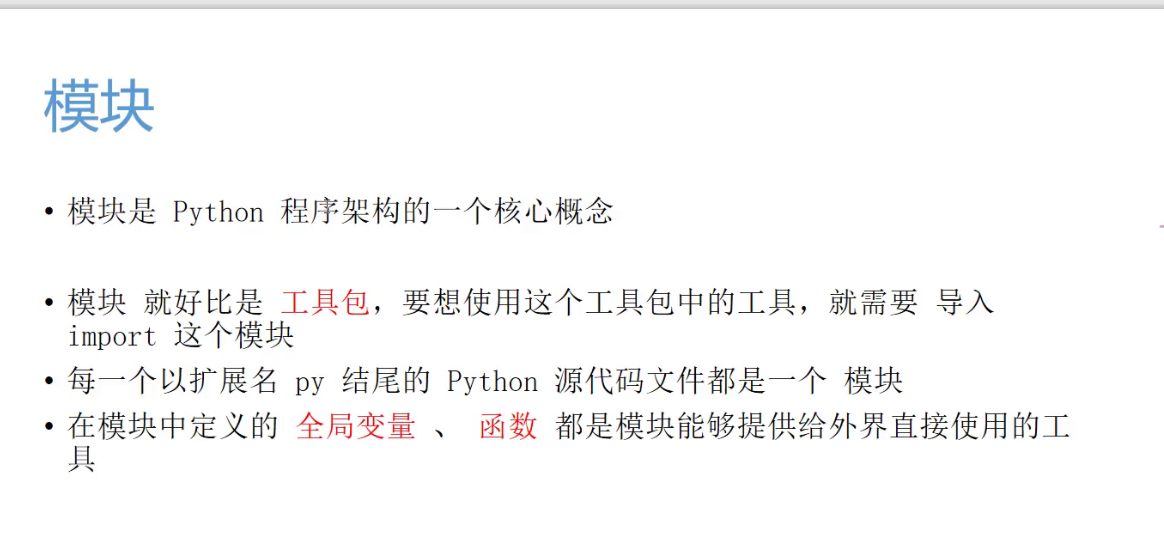 模块
• 模块是 Python 程序架构的一个核心概念
• 模块 就好比是 工具包，要想使用这个工具包中的工具，就需要 导入
import 这个模块
• 每一个以扩展名 py 结尾的 Python 源代码文件都是一个 模块
• 在模块中定义的 全局变量 、 函数 都是模块能够提供给外界直接使用的工
具